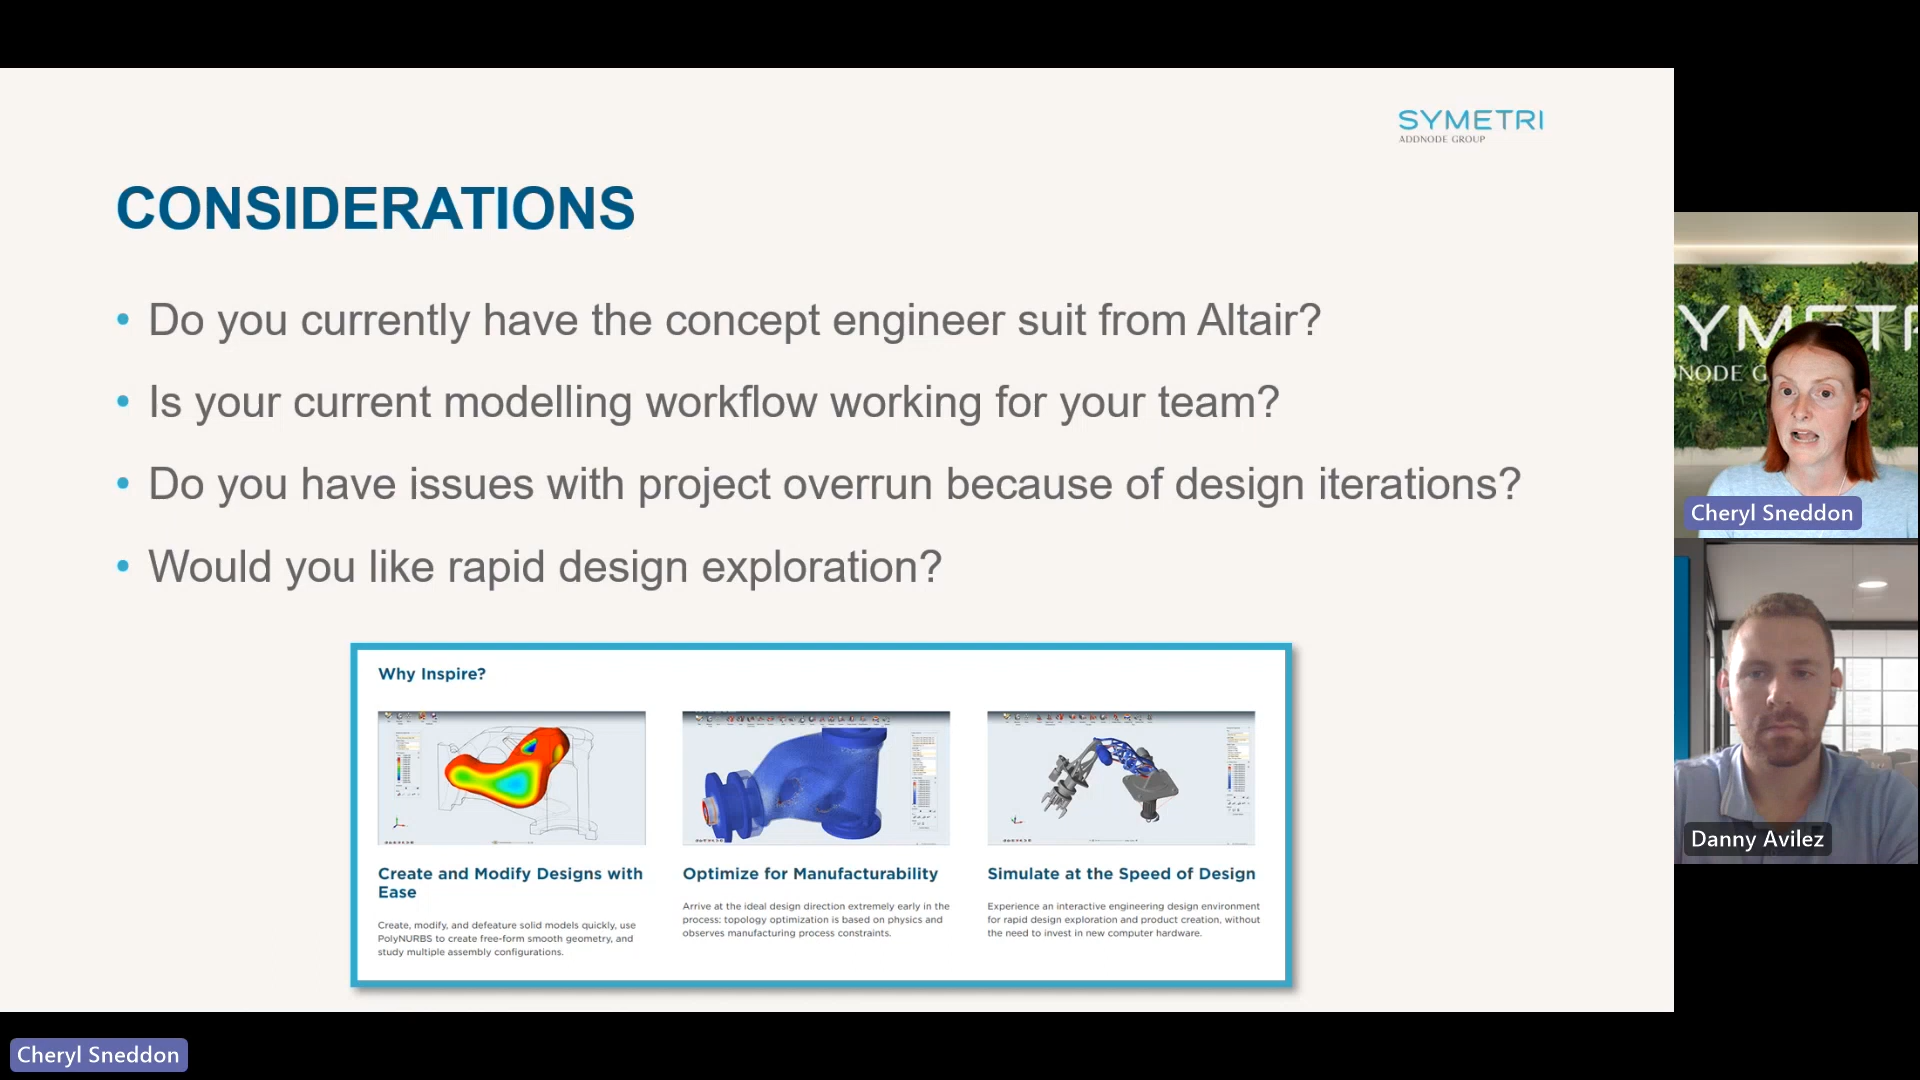 SYMETRI
ADDNODE GROUP
CONSIDERATIONS
• Do you currently have the concept engineer suit from Altair?
• Is your current modelling workflow working for your team?
• Do you have issues with project overrun because of design iterations?
• Would you like rapid design exploration?
Why Inspire?
Create and Modify Designs with
Ease
Create, modify, and defeature solid models quickly, use
PolyNURBS to create free-form smooth geometry, and
study multiple assembly configurations.
Optimize for Manufacturability
Arrive at the ideal design direction extremely early in the
process: topology optimization is based on physics and
observes manufacturing process constraints.
Simulate at the Speed of Design
Experience an interactive engineering design environment
for rapid design exploration and product creation, without
the need to invest in new computer hardware.
Cheryl Sneddon
Danny Avilez
Cheryl Sneddon